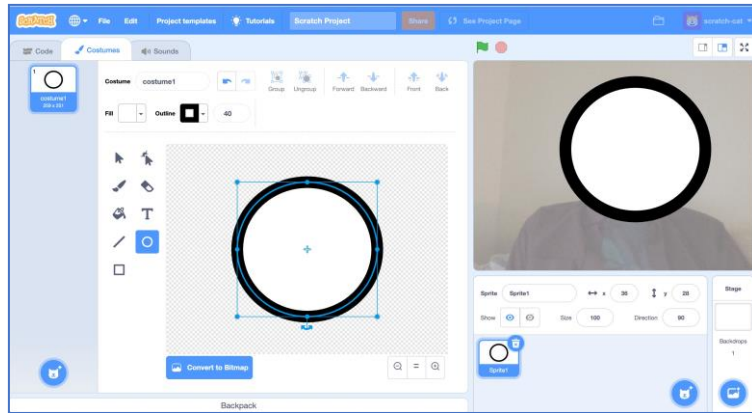 SCRATCH File Edit Project templates Tutorials Scratch Project Share See Project Page scratch-cat
Code Costumes Sounds
1
costume1
Costume costume1
Group Ungroup Forward Backward Front Back
Fill Outline 40
T
Convert to Bitmap
=
Backpack
Sprite Sprite1 x 36 y 28
Show Size 100 Direction 90
Sprite1
Stage
Backdrops
1